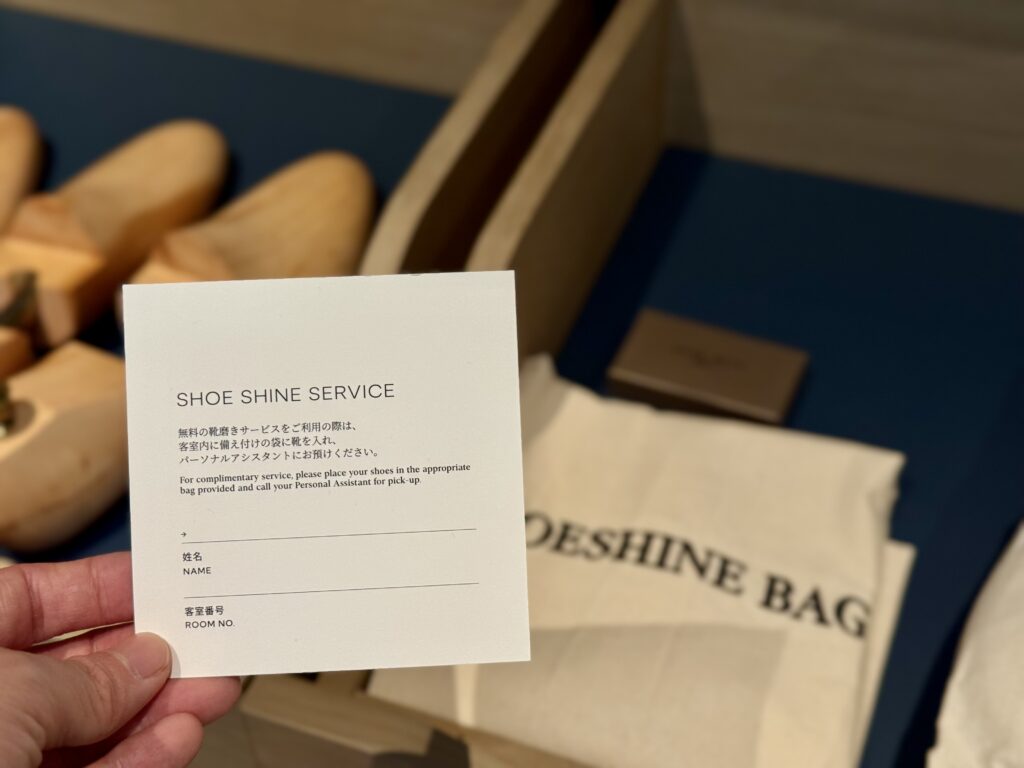 SHOE SHINE SERVICE
無料の靴磨きサービスをご利用の際は、
客室内に備え付けの袋に靴を入れ、
パーソナルアシスタントにお預けください。
For complimentary service, please place your shoes in the appropriate
bag provided and call your Personal Assistant for pick-up.
→
姓名
NAME
客室番号
ROOM NO.
OESHINE BAG